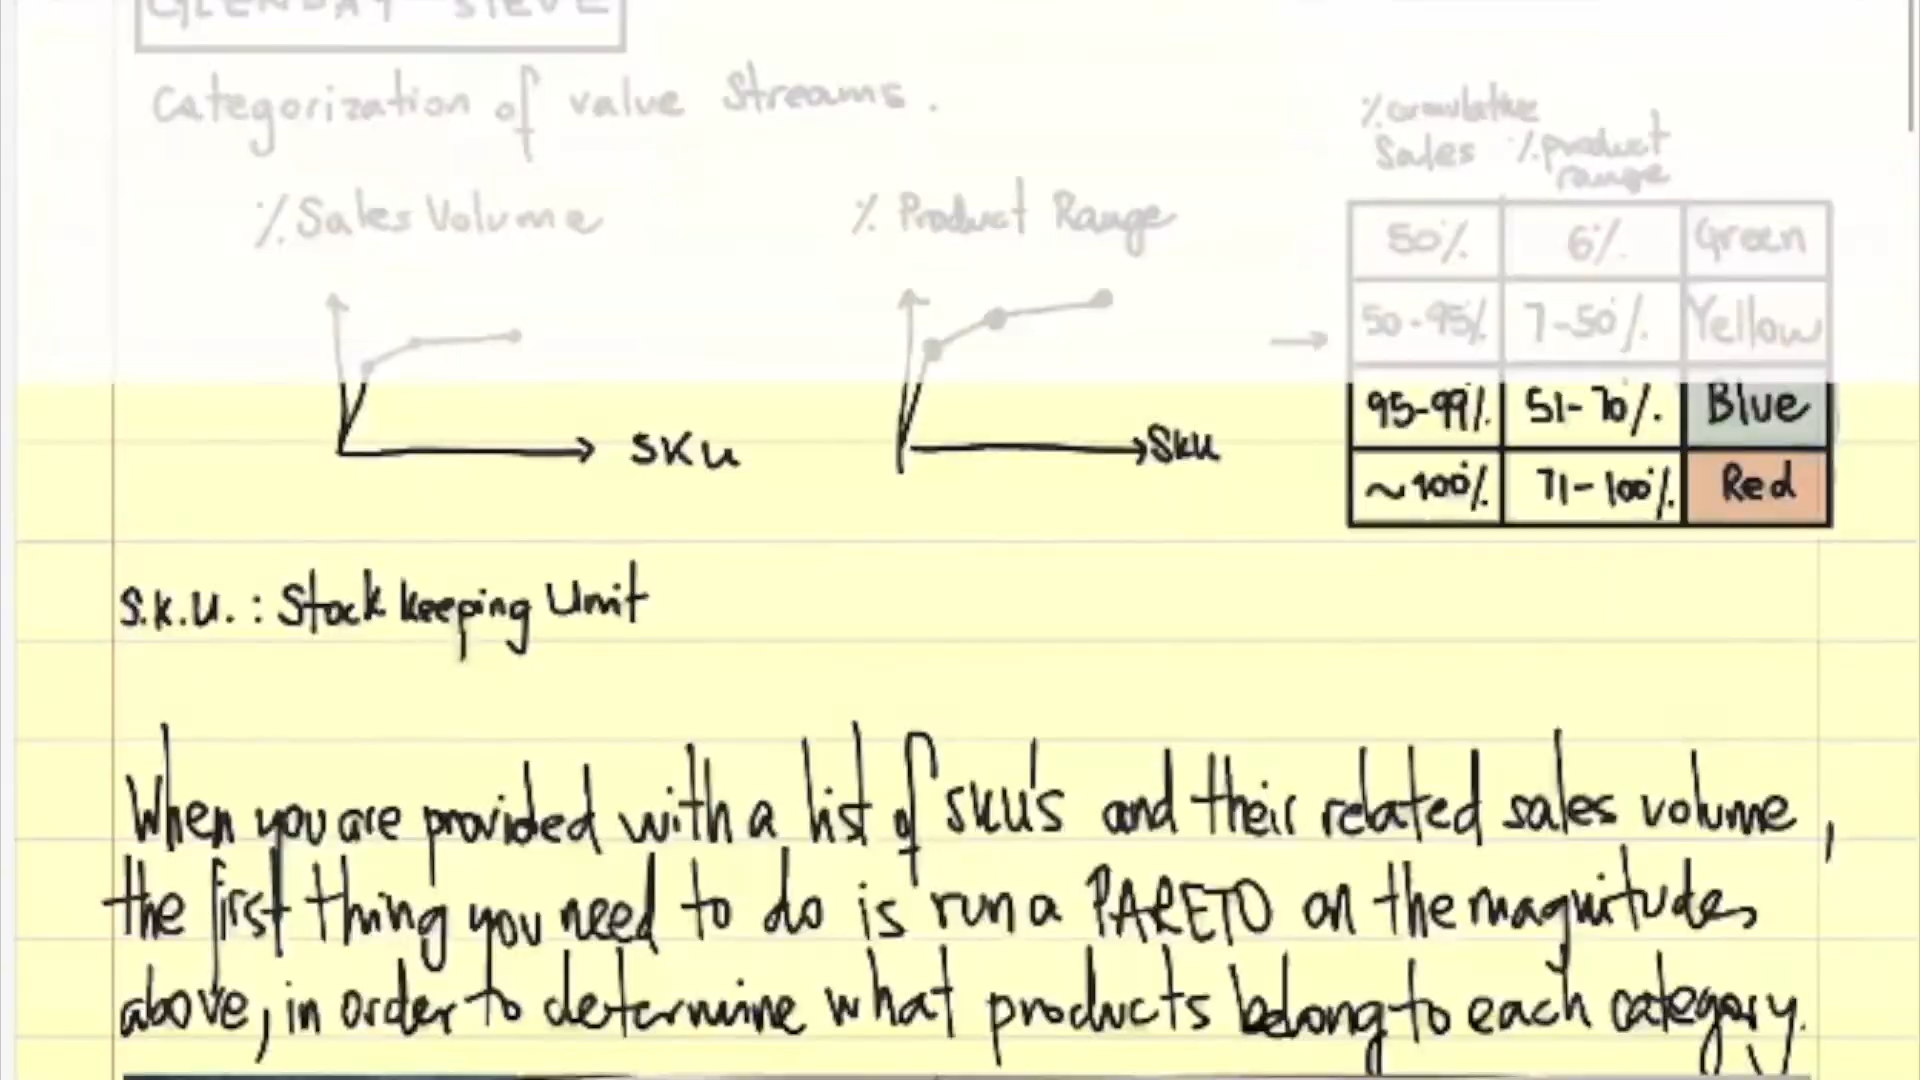 GLENDAY SIEVE
Categorization of value Streams.
% Sales Volume
% Product Range
% cumulative
Sales % product
range
50% 6% Green
50-95% 7-50% Yellow
95-99% 51-70% Blue
~100% 71-100% Red
SKU
SKU
S.K.U. : Stock keeping Unit
When you are provided with a list of SKU's and their related sales volume,
the first thing you need to do is run a PARETO on the magnitudes
above, in order to determine what products belong to each category.